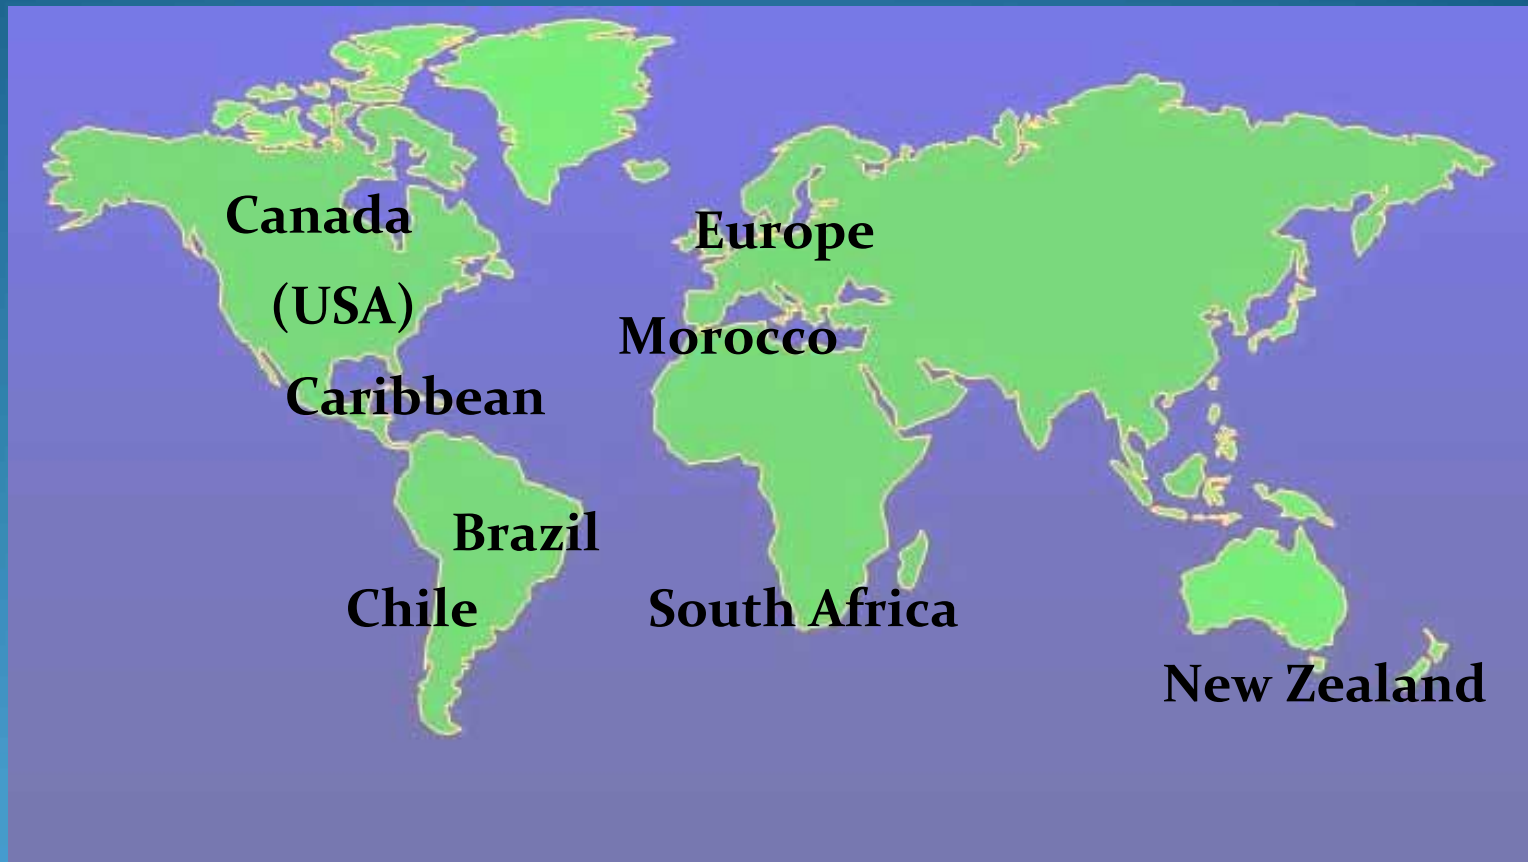 Canada
Europe
(USA)
Morocco
Caribbean
Brazil
Chile
South Africa
New Zealand